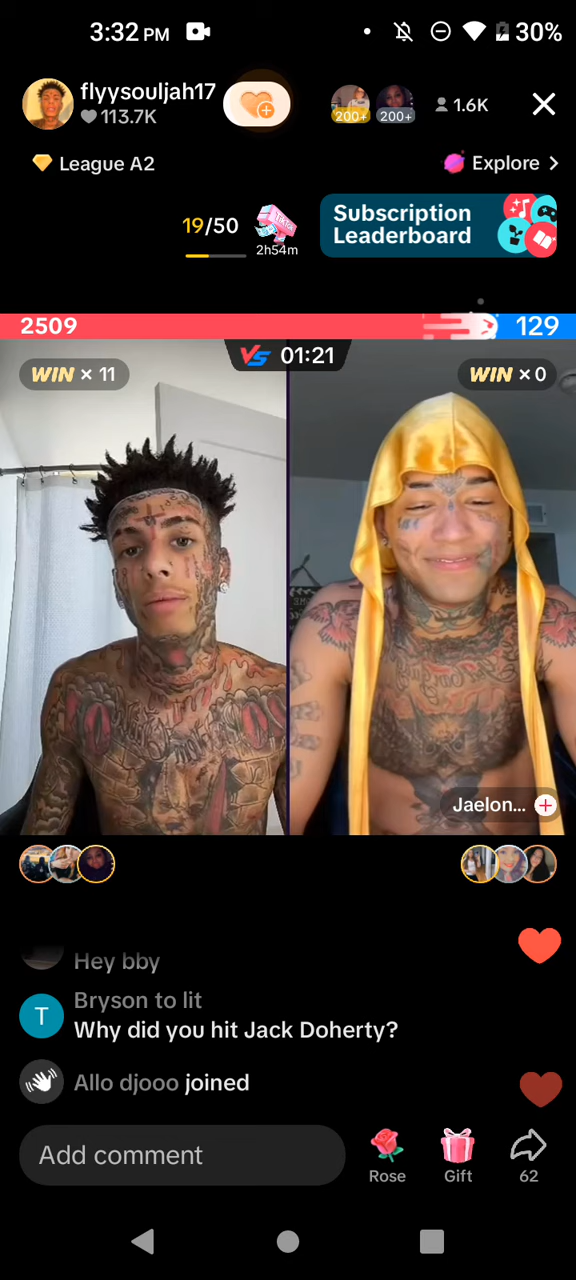 3:32 PM
30%
flyysouljah17
113.7K
200+
200+
1.6K
League A2
Explore
19/50
2h54m
Subscription
Leaderboard
2509
129
VS 01:21
WIN × 11
WIN × 0
Jaelon...
Hey bby
T
Bryson to lit
Why did you hit Jack Doherty?
Allo djooo joined
Add comment
Rose
Gift
62